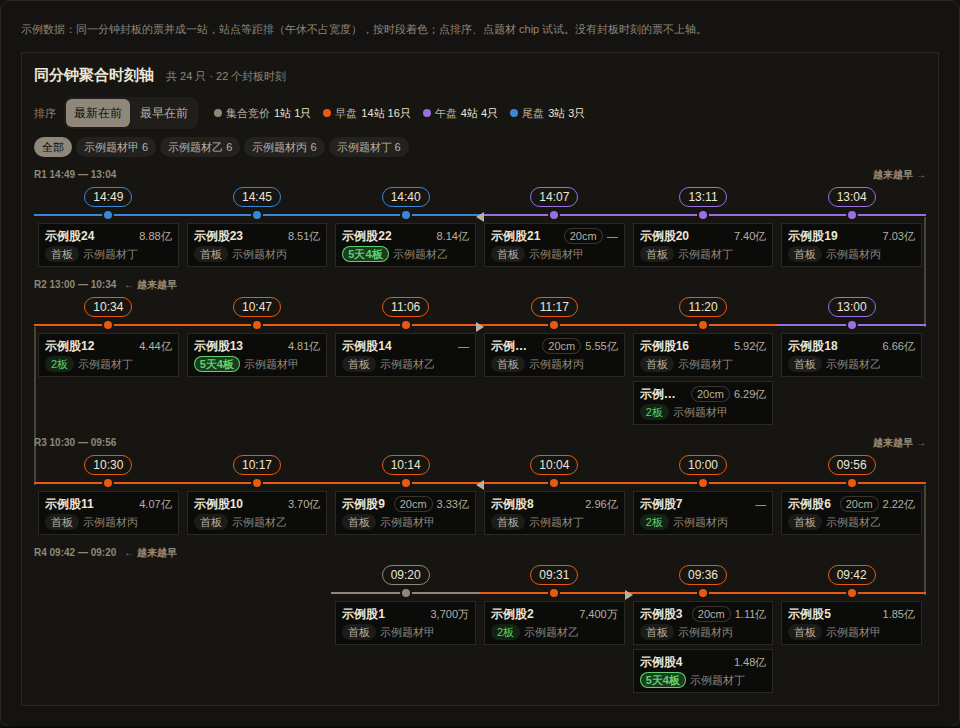 示例数据：同一分钟封板的票并成一站，站点等距排（午休不占宽度），按时段着色；点排序、点题材 chip 试试。没有封板时刻的票不上轴。
同分钟聚合时刻轴 共 24 只 · 22 个封板时刻
排序 最新在前 最早在前 集合竞价 1站 1只 早盘 14站 16只 午盘 4站 4只 尾盘 3站 3只
全部 示例题材甲 6 示例题材乙 6 示例题材丙 6 示例题材丁 6
R1 14:49 — 13:04 越来越早 →
14:49 14:45 14:40 14:07 13:11 13:04
示例股24 8.88亿 示例股23 8.51亿 示例股22 8.14亿 示例股21 20cm — 示例股20 7.40亿 示例股19 7.03亿
首板 示例题材丁 首板 示例题材丙 5天4板 示例题材乙 首板 示例题材甲 首板 示例题材丁 首板 示例题材丙
R2 13:00 — 10:34 ← 越来越早
10:34 10:47 11:06 11:17 11:20 13:00
示例股12 4.44亿 示例股13 4.81亿 示例股14 — 示例… 20cm 5.55亿 示例股16 5.92亿 示例股18 6.66亿
2板 示例题材丁 5天4板 示例题材甲 首板 示例题材乙 首板 示例题材丙 首板 示例题材丁 首板 示例题材乙
示例… 20cm 6.29亿
2板 示例题材甲
R3 10:30 — 09:56 越来越早 →
10:30 10:17 10:14 10:04 10:00 09:56
示例股11 4.07亿 示例股10 3.70亿 示例股9 20cm 3.33亿 示例股8 2.96亿 示例股7 — 示例股6 20cm 2.22亿
首板 示例题材丙 首板 示例题材乙 首板 示例题材甲 首板 示例题材丁 2板 示例题材丙 首板 示例题材乙
R4 09:42 — 09:20 ← 越来越早
09:20 09:31 09:36 09:42
示例股1 3,700万 示例股2 7,400万 示例股3 20cm 1.11亿 示例股5 1.85亿
首板 示例题材甲 2板 示例题材乙 首板 示例题材丙 首板 示例题材甲
示例股4 1.48亿
5天4板 示例题材丁